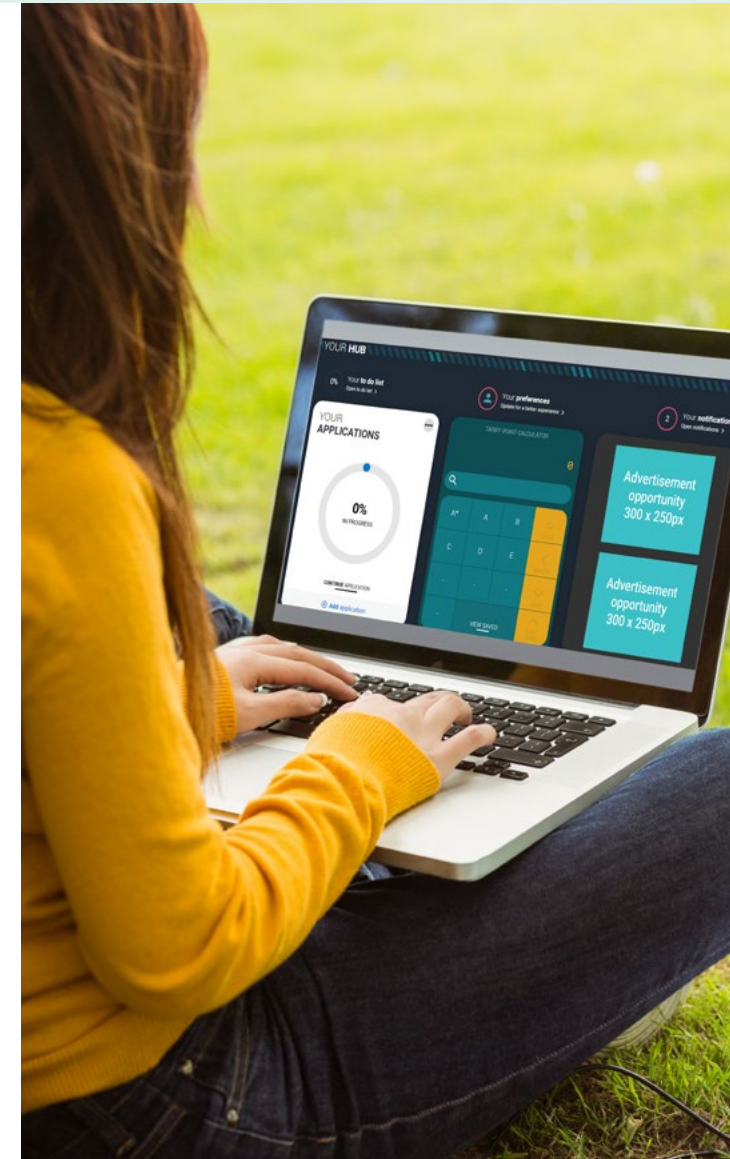 YOUR HUB
0%
Your to do list
Open to do list >
Your preferences
Update for a better experience >
2
Your notification
Open notifications >
YOUR
APPLICATIONS
0%
IN PROGRESS
CONTINUE APPLICATION
Add application
TARIFF POINT CALCULATOR
0
A* A B
C D E
VIEW SAVED
Advertisement
opportunity
300 x 250px
Advertisement
opportunity
300 x 250px